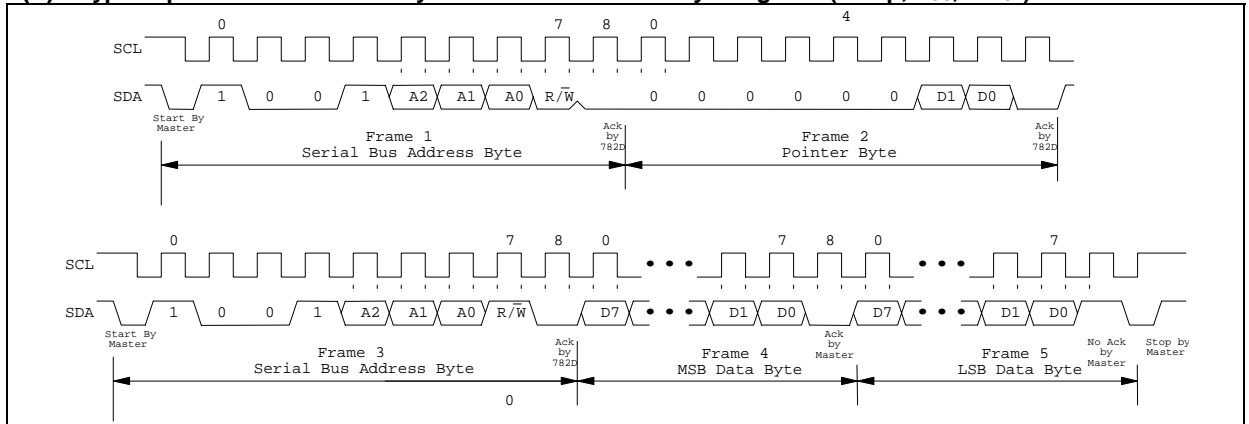 0 7 8 0 4
SCL
SDA 1 0 0 1 A2 A1 A0 R/W 0 0 0 0 0 0 D1 D0
Start By
Master
Ack
by
782D
Ack
by
782D
Frame 1
Serial Bus Address Byte
Frame 2
Pointer Byte
0 7 8 0 7 8 0 7
SCL
SDA 1 0 0 1 A2 A1 A0 R/W D7 D1 D0 D7 D1 D0
Start By
Master
Ack
by
782D
Ack
by
Master
No Ack
by
Master
Stop by
Master
Frame 3
Serial Bus Address Byte
Frame 4
MSB Data Byte
Frame 5
LSB Data Byte
0